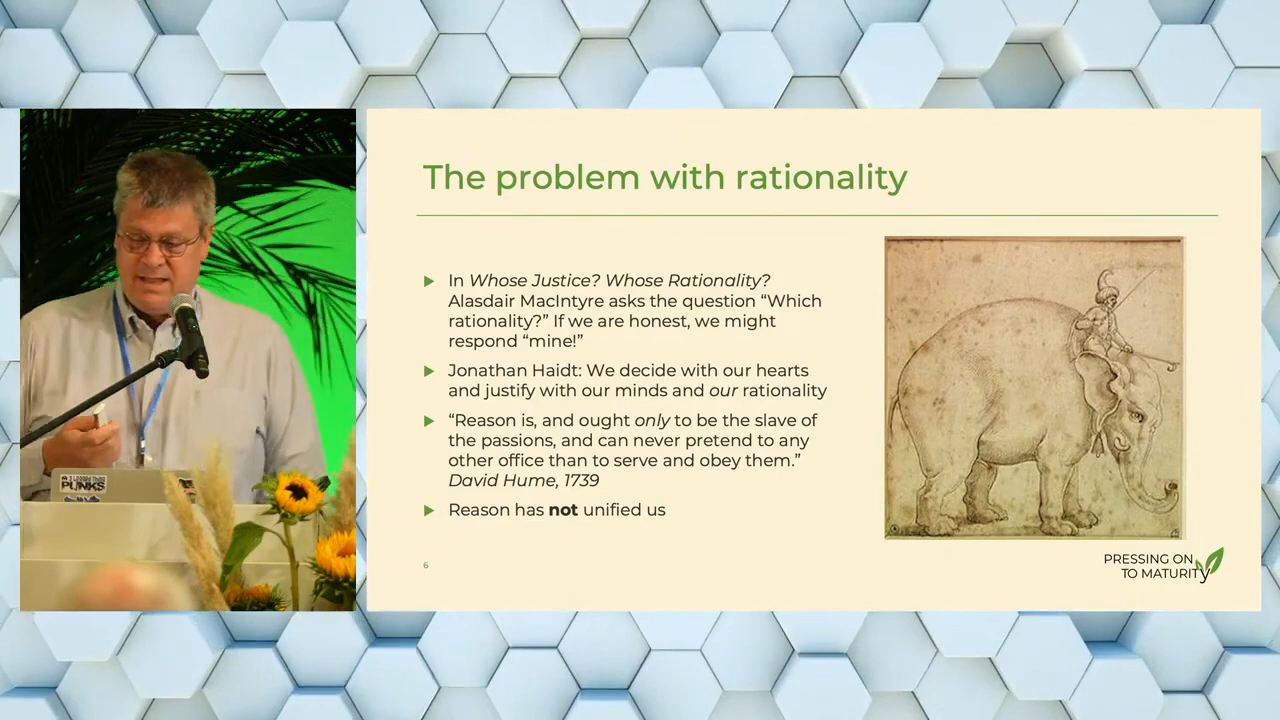 The problem with rationality
In Whose Justice? Whose Rationality?
Alasdair MacIntyre asks the question “Which
rationality?” If we are honest, we might
respond “mine!”
Jonathan Haidt: We decide with our hearts
and justify with our minds and our rationality
“Reason is, and ought only to be the slave of
the passions, and can never pretend to any
other office than to serve and obey them.”
David Hume, 1739
Reason has not unified us
6
PRESSING ON
TO MATURITY
PUNKS